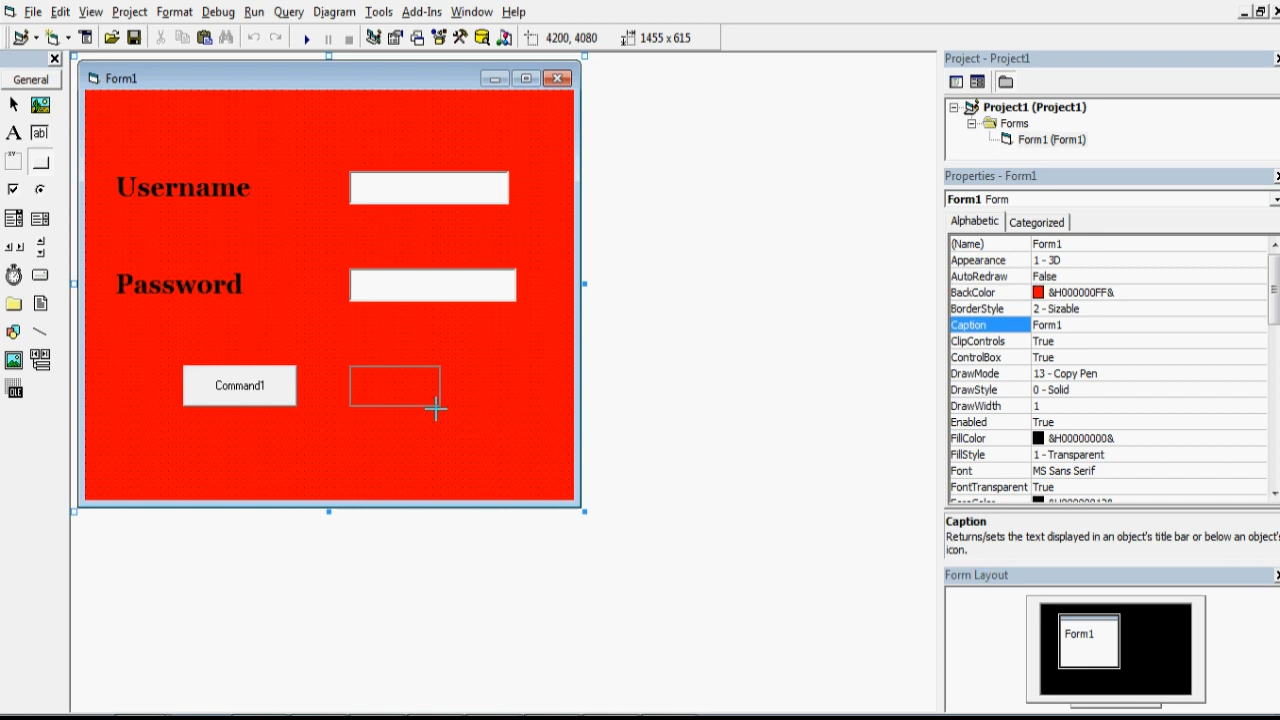 File Edit View Project Format Debug Run Query Diagram Tools Add-Ins Window Help
4200, 4080 1455 x 615
General
A ab|
xy
OLE
Form1
Username
Password
Command1
Project - Project1
Project1 (Project1)
Forms
Form1 (Form1)
Properties - Form1
Form1 Form
Alphabetic Categorized
(Name) Form1
Appearance 1 - 3D
AutoRedraw False
BackColor &H000000FF&
BorderStyle 2 - Sizable
Caption Form1
ClipControls True
ControlBox True
DrawMode 13 - Copy Pen
DrawStyle 0 - Solid
DrawWidth 1
Enabled True
FillColor &H00000000&
FillStyle 1 - Transparent
Font MS Sans Serif
FontTransparent True
Caption
Returns/sets the text displayed in an object's title bar or below an object's
icon.
Form Layout
Form1